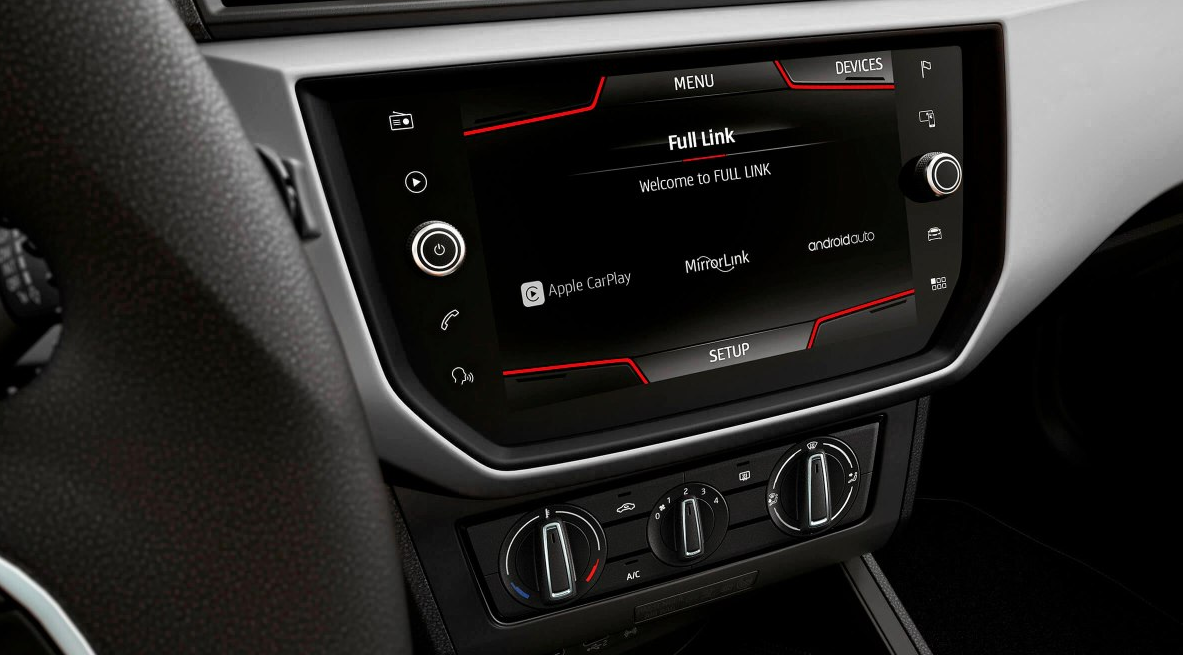 MENU
DEVICES
Full Link
Welcome to FULL LINK
Apple CarPlay
MirrorLink
androidauto
SETUP
0 1 2 3 4
A/C